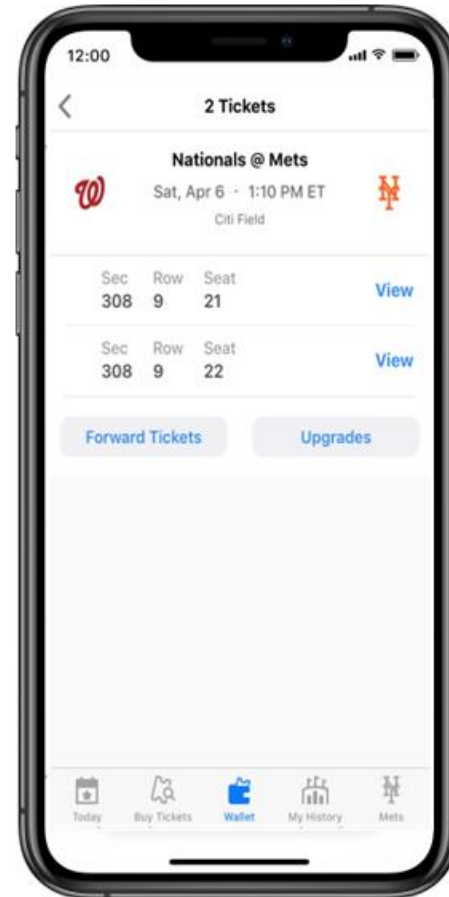 12:00
2 Tickets
Nationals @ Mets
Sat, Apr 6 · 1:10 PM ET
Citi Field
Sec Row Seat
308 9 21
View
Sec Row Seat
308 9 22
View
Forward Tickets Upgrades
Today Buy Tickets Wallet My History Mets